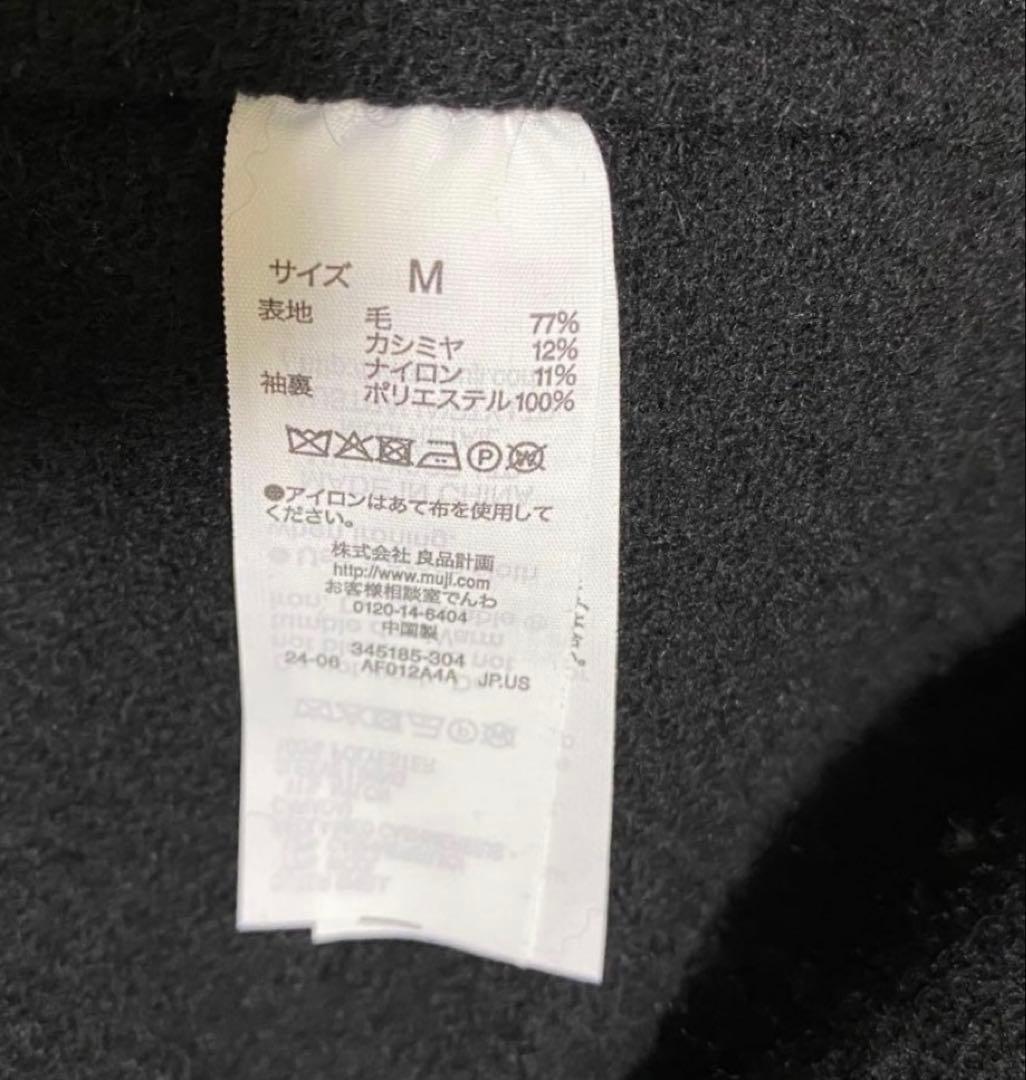 サイズ M
表地 毛 77%
カシミヤ 12%
ナイロン 11%
袖裏 ポリエステル 100%
P W
●アイロンはあて布を使用して
ください。
株式会社 良品計画
http://www.muji.com
お客様相談室でんわ
0120-14-6404
中国製
345185-304
24-06 AF012A4A JP.US